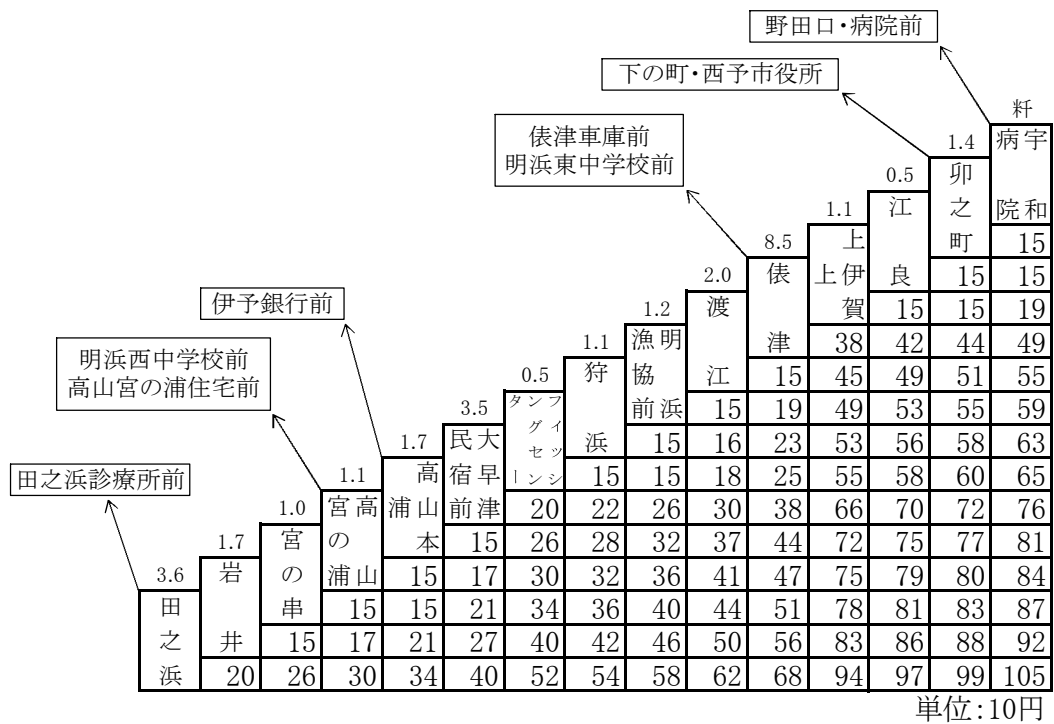 野田口・病院前
下の町・西予市役所
俵津車庫前
明浜東中学校前
伊予銀行前
明浜西中学校前
高山宮の浦住宅前
田之浜診療所前
粁
宇和病院
1.4
卯之町
0.5
江良
1.1
上伊賀上
8.5
俵津
2.0
渡江
1.2
明浜漁協前
1.1
狩浜
0.5
フイツシングセンター
3.5
大早津民宿前
1.7
高山本浦
1.1
高山宮の浦
1.0
宮の串
1.7
岩井
3.6
田之浜
15
15 15
15 15 19
38 42 44 49
15 45 49 51 55
15 19 49 53 55 59
15 16 23 53 56 58 63
15 15 18 25 55 58 60 65
20 22 26 30 38 66 70 72 76
15 26 28 32 37 44 72 75 77 81
15 17 30 32 36 41 47 75 79 80 84
15 15 21 34 36 40 44 51 78 81 83 87
15 17 21 27 40 42 46 50 56 83 86 88 92
20 26 30 34 40 52 54 58 62 68 94 97 99 105
単位:10円